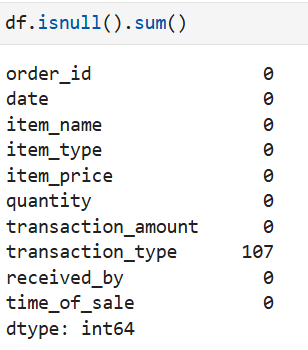 df.isnull().sum()
order_id 0
date 0
item_name 0
item_type 0
item_price 0
quantity 0
transaction_amount 0
transaction_type 107
received_by 0
time_of_sale 0
dtype: int64